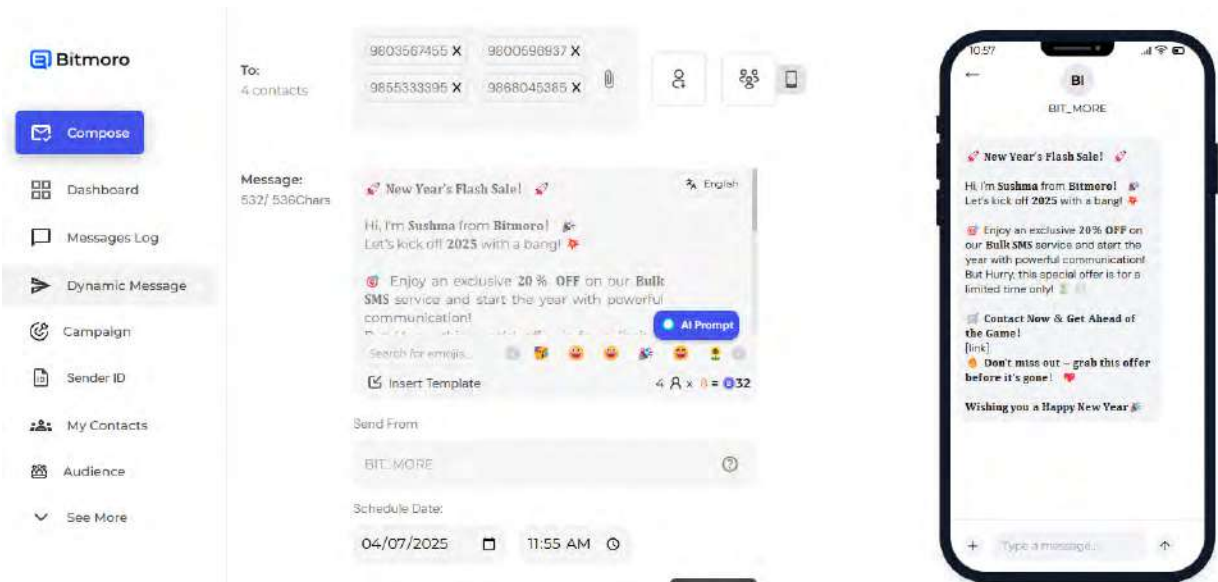 Bitmoro
Compose
Dashboard
Messages Log
Dynamic Message
Campaign
Sender ID
My Contacts
Audience
See More
To:
4 contacts
9803567455 X 9800596937 X
9855333395 X 9868045385 X
Message:
532/ 536Chars
🚀 New Year's Flash Sale! 🚀
English
Hi, I'm Sushma from Bitmoro! 🎉
Let's kick off 2025 with a bang! 💥
🎯 Enjoy an exclusive 20% OFF on our Bulk
SMS service and start the year with powerful
communication!
AI Prompt
Search for emojis...
Insert Template
4 x 8 = 32
Send From
BIT_MORE
Schedule Date:
04/07/2025 11:55 AM
10:57
BI
BIT_MORE
🚀 New Year's Flash Sale! 🚀
Hi, I'm Sushma from Bitmoro! 🎉
Let's kick off 2025 with a bang! 💥
🎯 Enjoy an exclusive 20% OFF on
our Bulk SMS service and start the
year with powerful communication!
But Hurry, this special offer is for a
limited time only!
Contact Now & Get Ahead of
the Game!
[link]
🔥 Don't miss out – grab this offer
before it's gone! 💖
Wishing you a Happy New Year 🎉
Type a message...